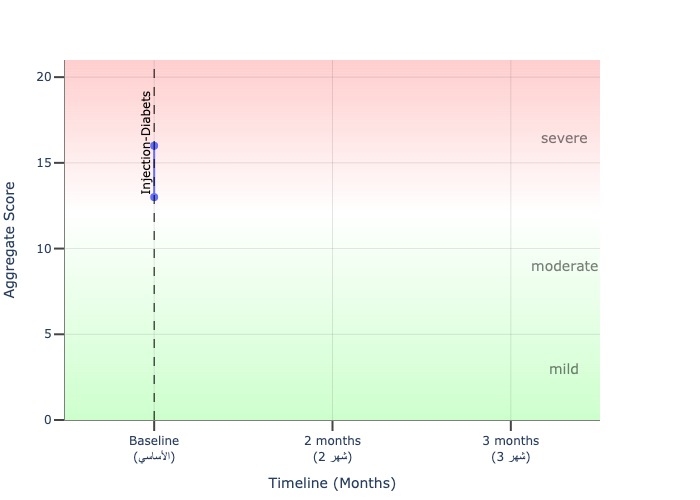 20
15
10
5
0
Aggregate Score
Injection-Diabets
severe
moderate
mild
Baseline
(الأساسي)
2 months
(شهر 2)
3 months
(شهر 3)
Timeline (Months)